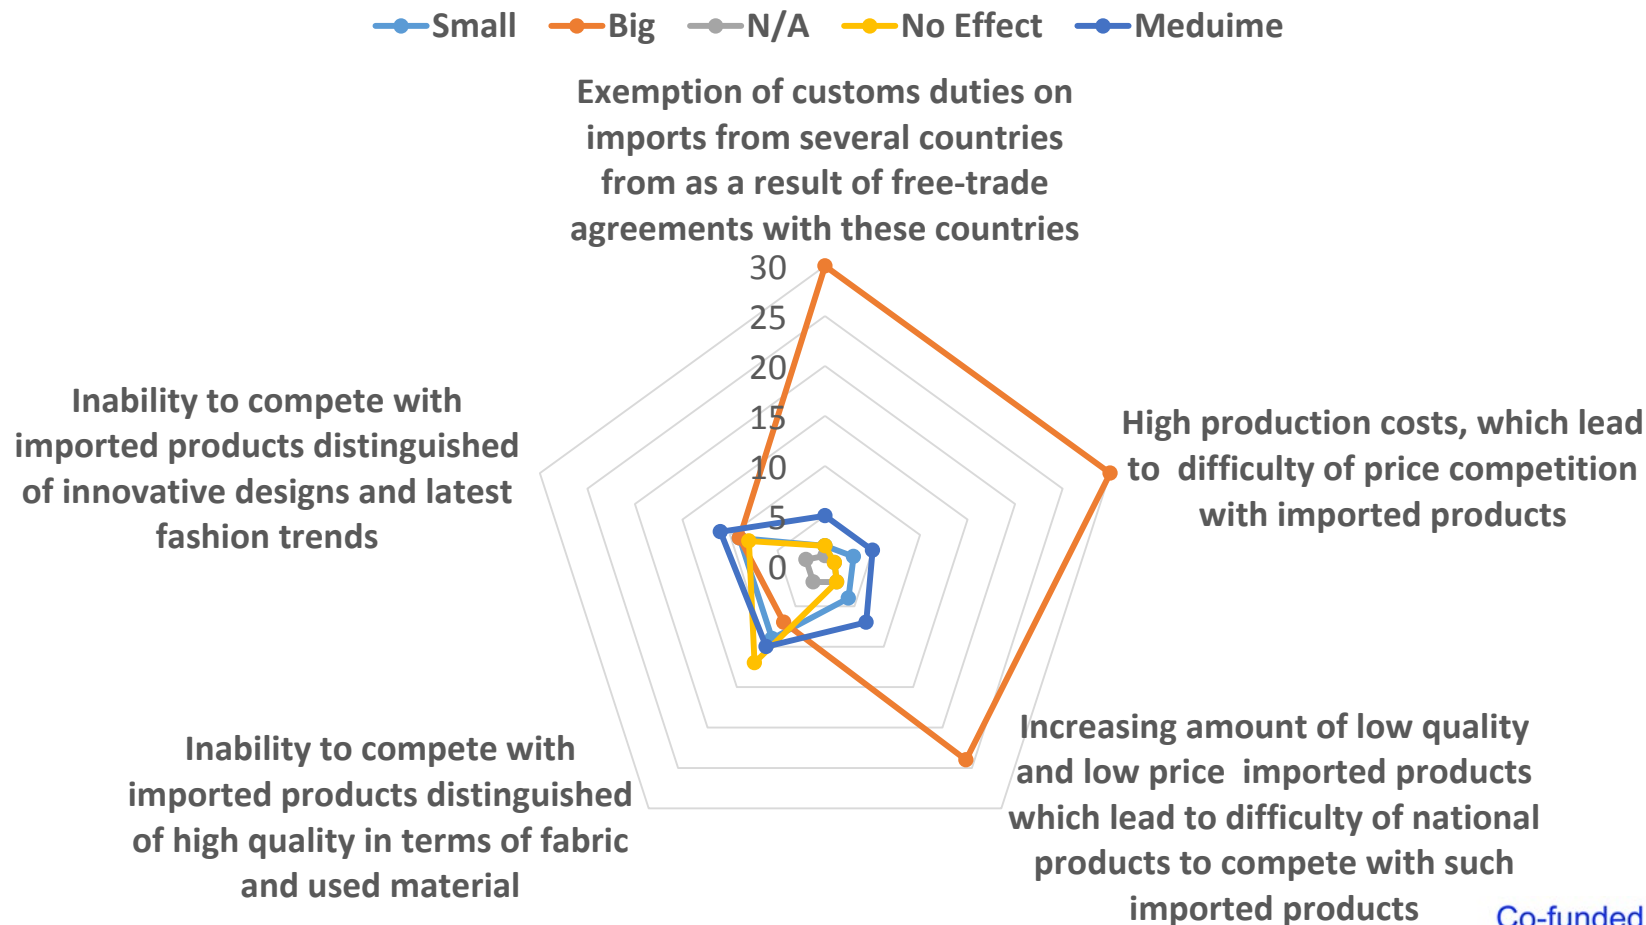 Small Big N/A No Effect Meduime
Exemption of customs duties on
imports from several countries
from as a result of free-trade
agreements with these countries
30
25
20
15
10
5
0
High production costs, which lead
to difficulty of price competition
with imported products
Increasing amount of low quality
and low price imported products
which lead to difficulty of national
products to compete with such
imported products
Inability to compete with
imported products distinguished
of high quality in terms of fabric
and used material
Inability to compete with
imported products distinguished
of innovative designs and latest
fashion trends
Co-funded